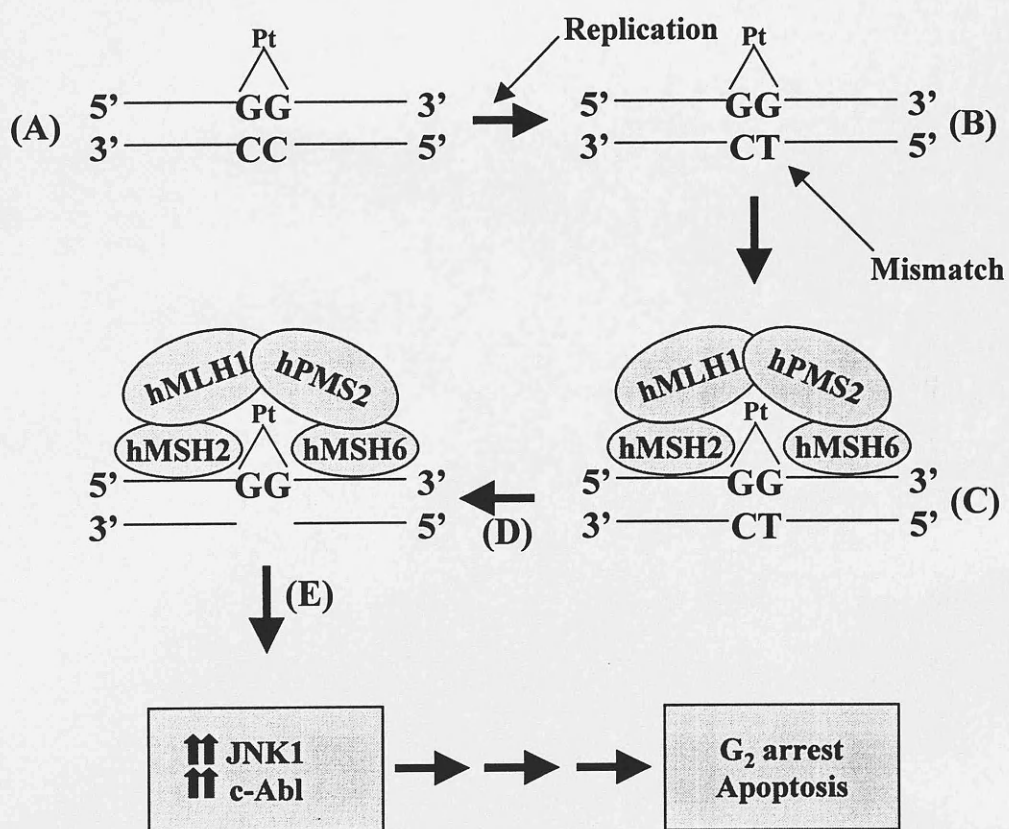 Pt
Replication
Pt
(A)
5’ GG 3’
3’ CC 5’
5’ GG 3’
3’ CT 5’
(B)
Mismatch
hMLH1 hPMS2
Pt
hMSH2 hMSH6
5’ GG 3’
3’ 5’
(D)
hMLH1 hPMS2
Pt
hMSH2 hMSH6
5’ GG 3’
3’ CT 5’
(C)
(E)
JNK1
c-Abl
G₂ arrest
Apoptosis